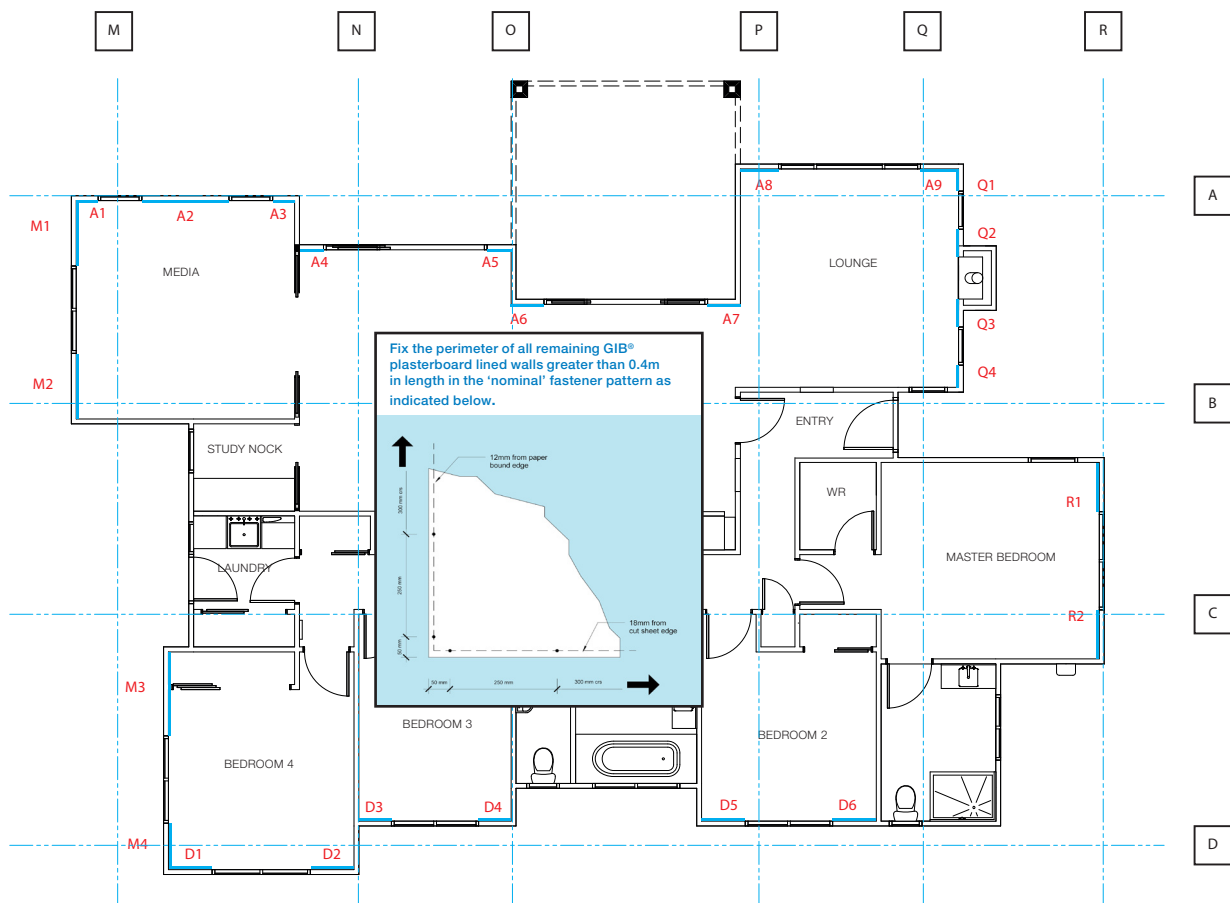 M
N
O
P
Q
R
A
B
C
D
M1
A1
A2
A3
MEDIA
M2
A4
A5
A6
A7
A8
A9
Q1
Q2
LOUNGE
Q3
Q4
Fix the perimeter of all remaining GIB®
plasterboard lined walls greater than 0.4m
in length in the ‘nominal’ fastener pattern as
indicated below.
12mm from paper
bound edge
300 mm crs
250 mm
50 mm
18mm from
cut sheet edge
50 mm
250 mm
300 mm crs
STUDY NOCK
ENTRY
WR
R1
MASTER BEDROOM
R2
LAUNDRY
M3
BEDROOM 4
M4
D1
D2
BEDROOM 3
D3
D4
BEDROOM 2
D5
D6